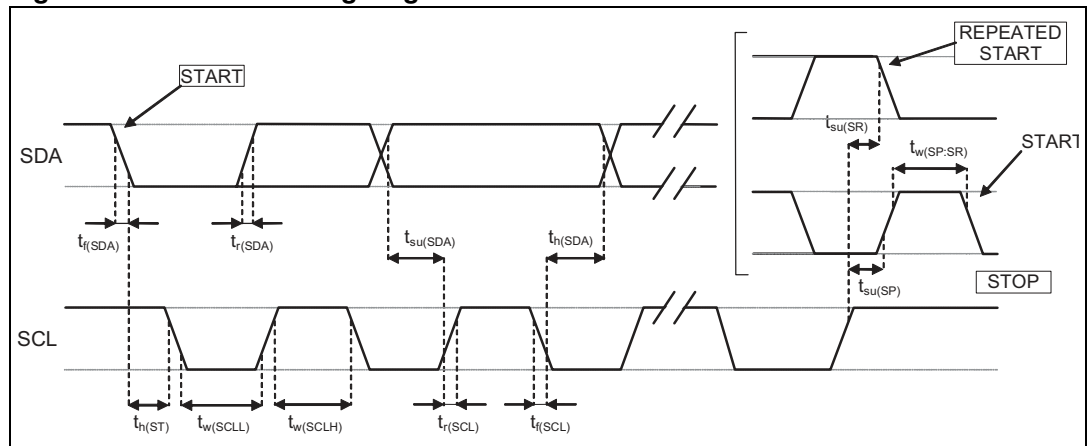 REPEATED
START
START
t_su(SR)
t_w(SP:SR)
START
SDA
t_f(SDA)
t_r(SDA)
t_su(SDA)
t_h(SDA)
t_su(SP)
STOP
SCL
t_h(ST)
t_w(SCLL)
t_w(SCLH)
t_r(SCL)
t_f(SCL)